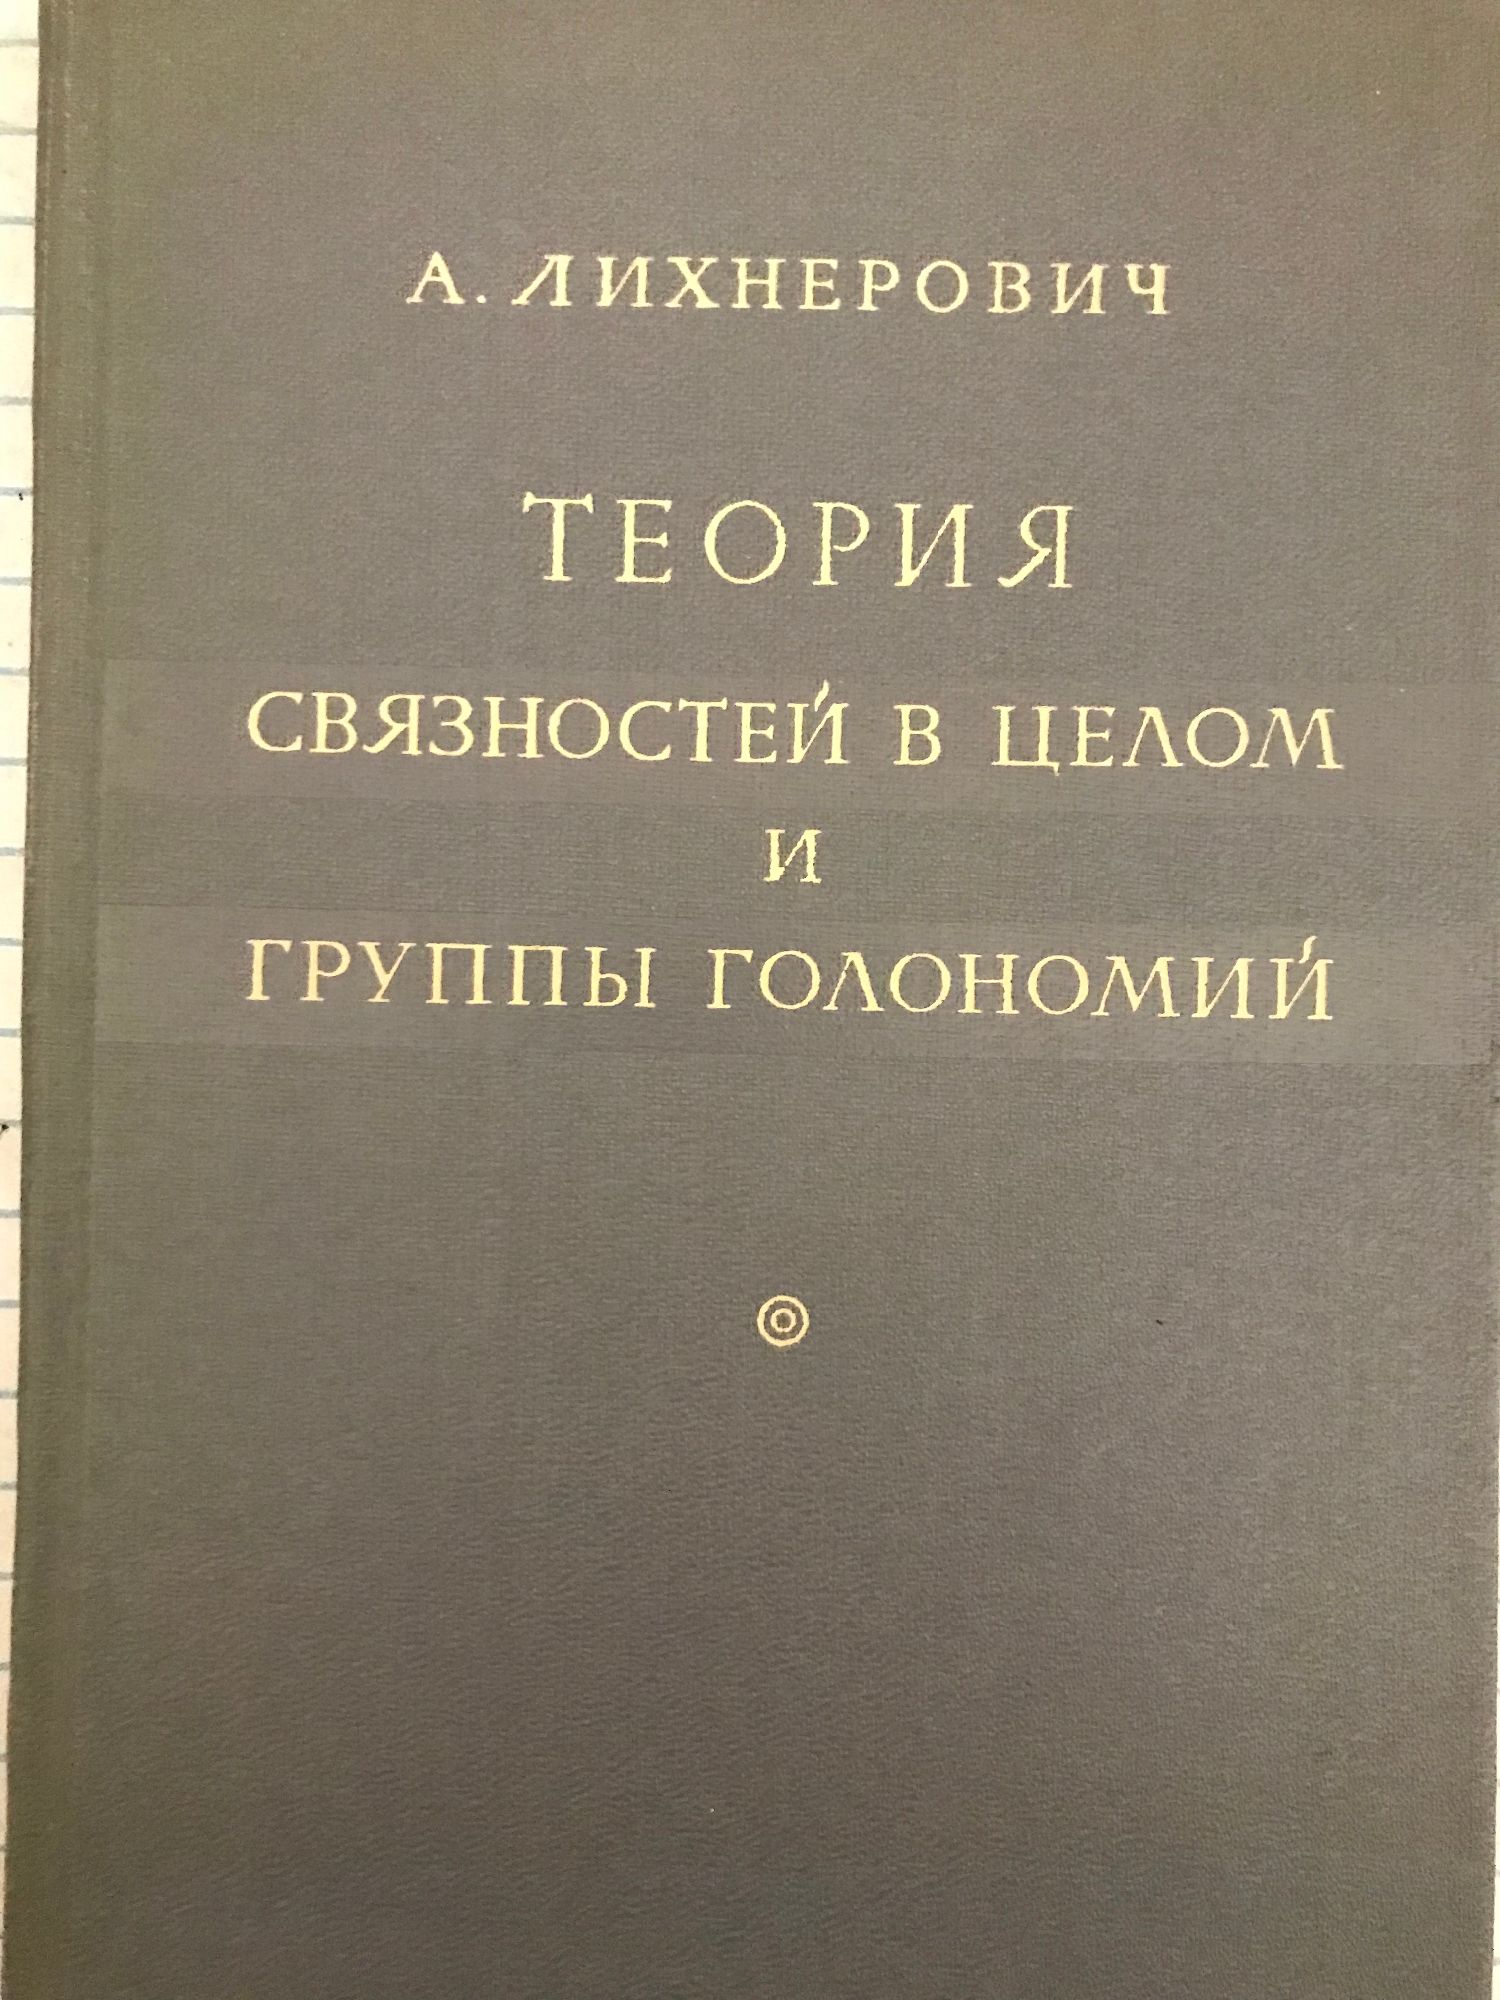 А. ЛИХНЕРОВИЧ
ТЕОРИЯ
СВЯЗНОСТЕЙ В ЦЕЛОМ
И
ГРУППЫ ГОЛОНОМИЙ